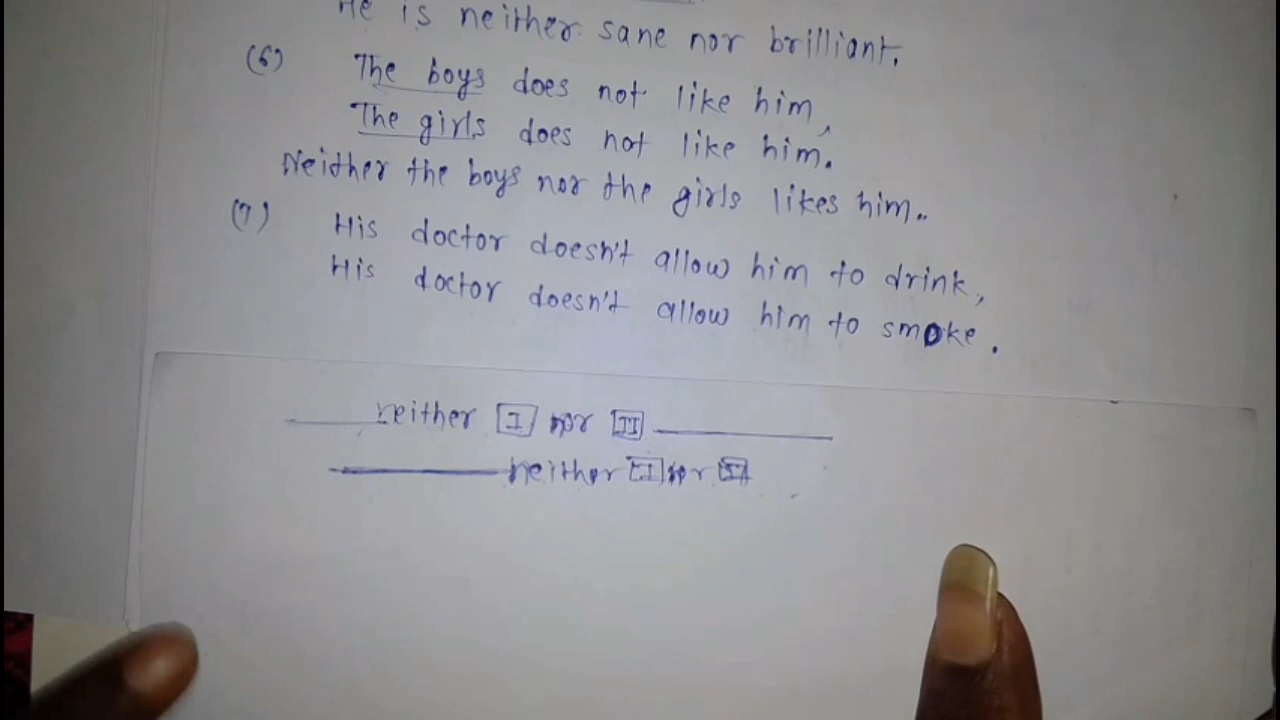 He is neither sane nor brilliant.
(6) The boys does not like him,
The girls does not like him.
Neither the boys nor the girls likes him..
(7) His doctor doesn't allow him to drink,
His doctor doesn't allow him to smoke.
neither I nor II
neither I nor II